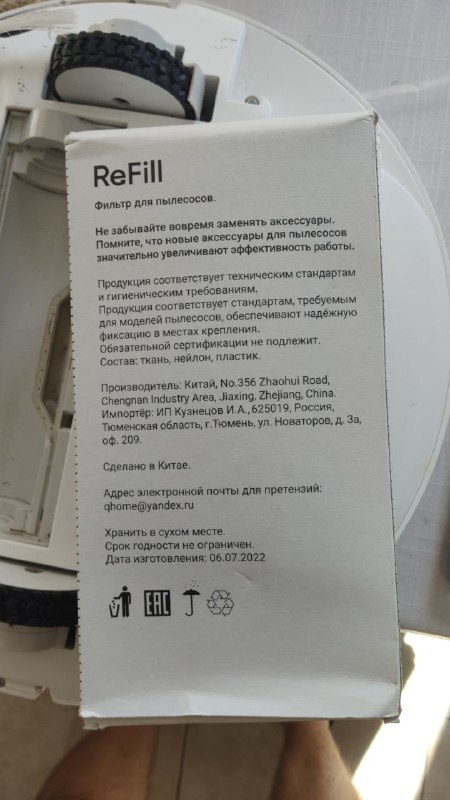 ReFill
Фильтр для пылесосов.
Не забывайте вовремя заменять аксессуары.
Помните, что новые аксессуары для пылесосов
значительно увеличивают эффективность работы.
Продукция соответствует техническим стандартам
и гигиеническим требованиям.
Продукция соответствует стандартам, требуемым
для моделей пылесосов, обеспечивают надёжную
фиксацию в местах крепления.
Обязательной сертификации не подлежит.
Состав: ткань, нейлон, пластик.
Производитель: Китай, No.356 Zhaohui Road,
Chengnan Industry Area, Jiaxing, Zhejiang, China.
Импортёр: ИП Кузнецов И.А., 625019, Россия,
Тюменская область, г.Тюмень, ул. Новаторов, д. 3а,
оф. 209.
Сделано в Китае.
Адрес электронной почты для претензий:
qhome@yandex.ru
Хранить в сухом месте.
Срок годности не ограничен.
Дата изготовления: 06.07.2022
EAC